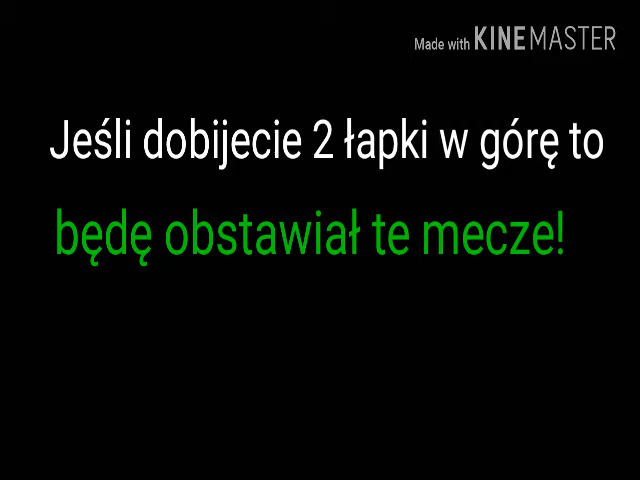 Made with KINEMASTER
Jeśli dobijecie 2 łapki w górę to
będę obstawiał te mecze!